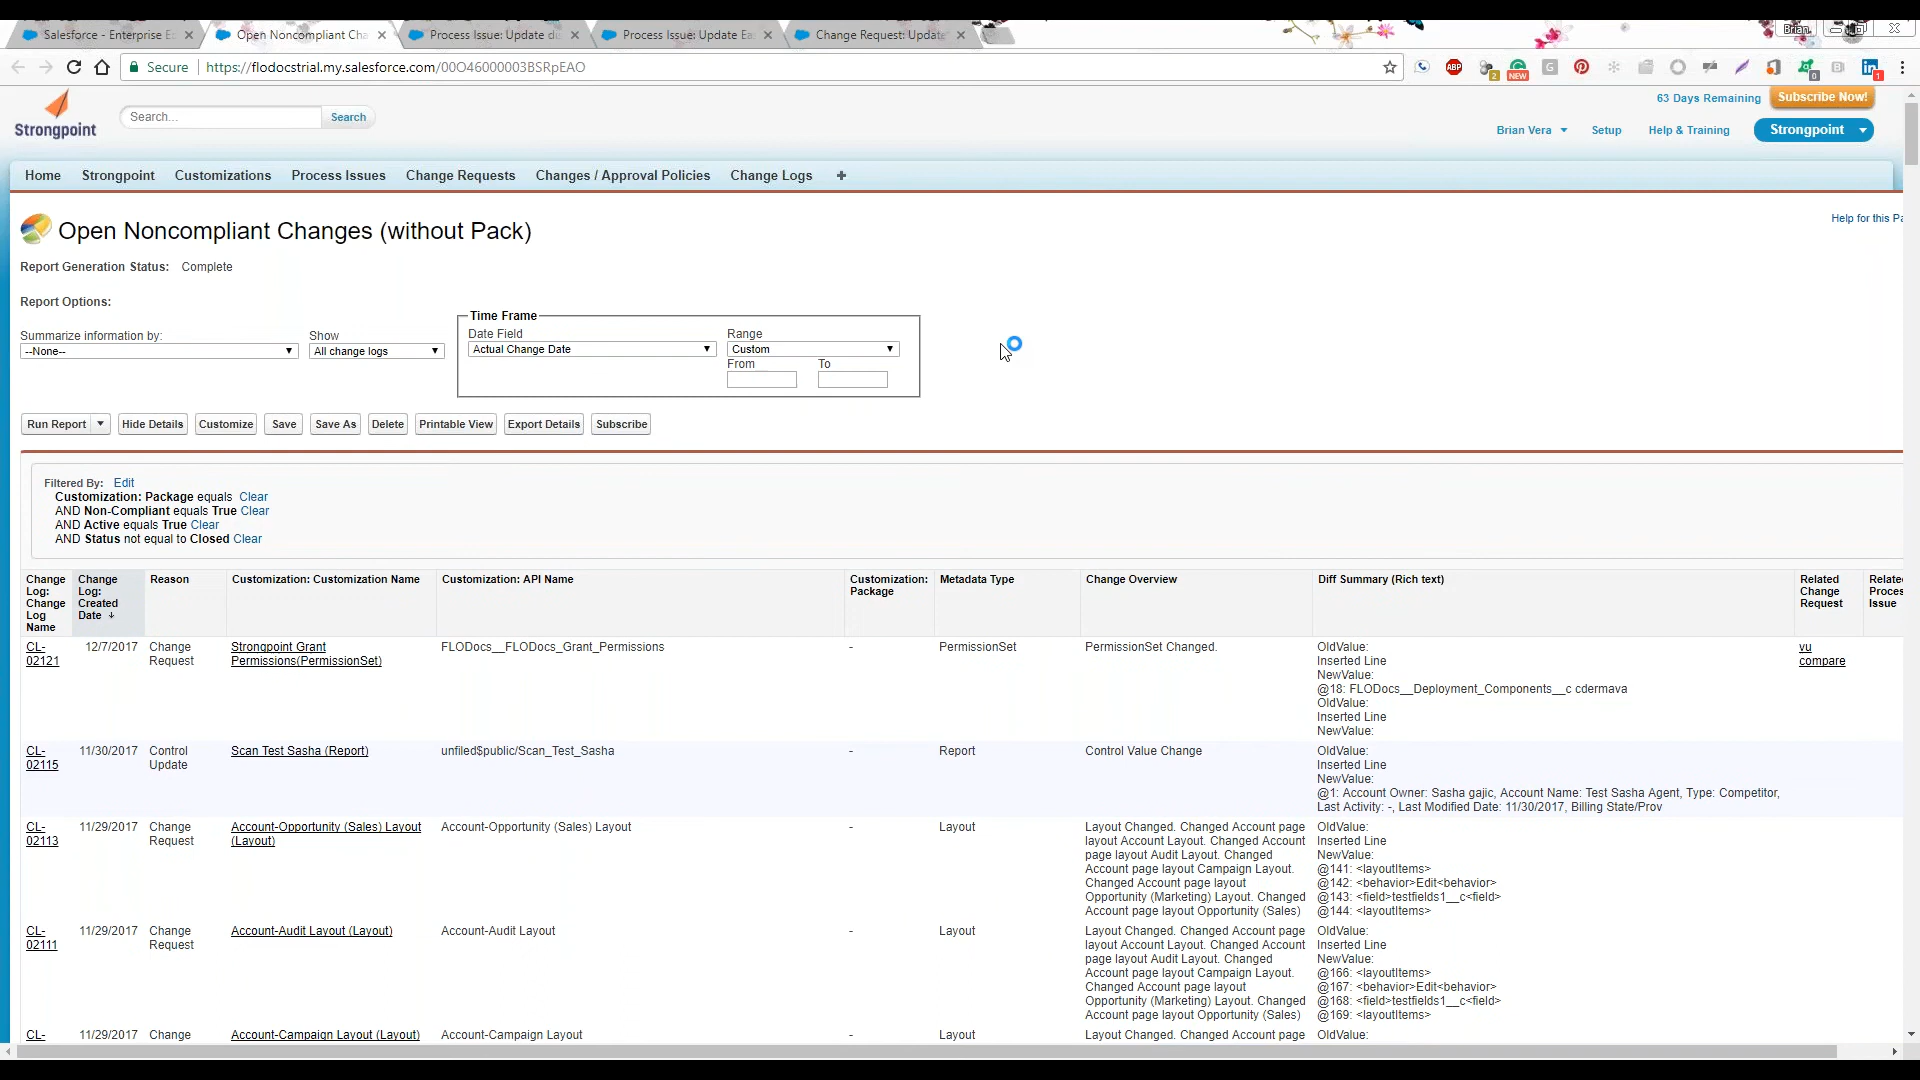 Salesforce - Enterprise E
Open Noncompliant Cha
Process Issue: Update du
Process Issue: Update Ea
Change Request: Update
Brian
Secure
https://flodocstrial.my.salesforce.com/00O46000003BSRpEAO
ABP
2
NEW
G
0
in
1
Strongpoint
Search...
Search
63 Days Remaining
Subscribe Now!
Brian Vera
Setup
Help & Training
Strongpoint
Home
Strongpoint
Customizations
Process Issues
Change Requests
Changes / Approval Policies
Change Logs
+
Open Noncompliant Changes (without Pack)
Help for this Pa
Report Generation Status: Complete
Report Options:
Summarize information by:
--None--
Show
All change logs
Time Frame
Date Field
Actual Change Date
Range
Custom
From
To
Run Report
Hide Details
Customize
Save
Save As
Delete
Printable View
Export Details
Subscribe
Filtered By: Edit
Customization: Package equals Clear
AND Non-Compliant equals True Clear
AND Active equals True Clear
AND Status not equal to Closed Clear
Change
Log:
Change
Log
Name
Change
Log:
Created
Date ↓
Reason
Customization: Customization Name
Customization: API Name
Customization:
Package
Metadata Type
Change Overview
Diff Summary (Rich text)
Related
Change
Request
Relate
Proces
Issue
CL-
02121
12/7/2017
Change
Request
Strongpoint Grant
Permissions(PermissionSet)
FLODocs__FLODocs_Grant_Permissions
-
PermissionSet
PermissionSet Changed.
OldValue:
Inserted Line
NewValue:
@18: FLODocs__Deployment_Components__c cdermava
OldValue:
Inserted Line
NewValue:
vu
compare
CL-
02115
11/30/2017
Control
Update
Scan Test Sasha (Report)
unfiled$public/Scan_Test_Sasha
-
Report
Control Value Change
OldValue:
Inserted Line
NewValue:
@1: Account Owner: Sasha gajic, Account Name: Test Sasha Agent, Type: Competitor,
Last Activity: -, Last Modified Date: 11/30/2017, Billing State/Prov
CL-
02113
11/29/2017
Change
Request
Account-Opportunity (Sales) Layout
(Layout)
Account-Opportunity (Sales) Layout
-
Layout
Layout Changed. Changed Account page
layout Account Layout. Changed Account
page layout Audit Layout. Changed
Account page layout Campaign Layout.
Changed Account page layout
Opportunity (Marketing) Layout. Changed
Account page layout Opportunity (Sales)
OldValue:
Inserted Line
NewValue:
@141: <layoutItems>
@142: <behavior>Edit<behavior>
@143: <field>testfields1__c<field>
@144: <layoutItems>
CL-
02111
11/29/2017
Change
Request
Account-Audit Layout (Layout)
Account-Audit Layout
-
Layout
Layout Changed. Changed Account page
layout Account Layout. Changed Account
page layout Audit Layout. Changed
Account page layout Campaign Layout.
Changed Account page layout
Opportunity (Marketing) Layout. Changed
Account page layout Opportunity (Sales)
OldValue:
Inserted Line
NewValue:
@166: <layoutItems>
@167: <behavior>Edit<behavior>
@168: <field>testfields1__c<field>
@169: <layoutItems>
CL-
11/29/2017
Change
Account-Campaign Layout (Layout)
Account-Campaign Layout
-
Layout
Layout Changed. Changed Account page
OldValue: